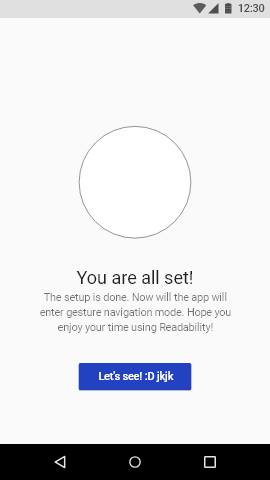 12:30
You are all set!
The setup is done. Now will the app will
enter gesture navigation mode. Hope you
enjoy your time using Readability!
Let's see! :D jkjk